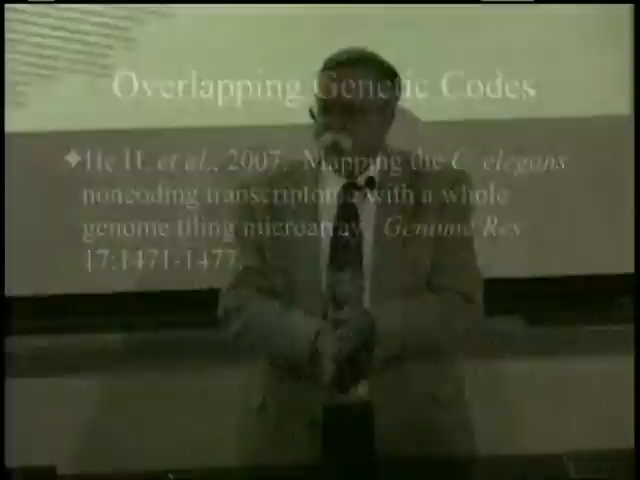 Overlapping Genetic Codes
He H. et al., 2007. Mapping the C. elegans
noncoding transcriptome with a whole
genome tiling microarray. Genome Res
17:1471-1477